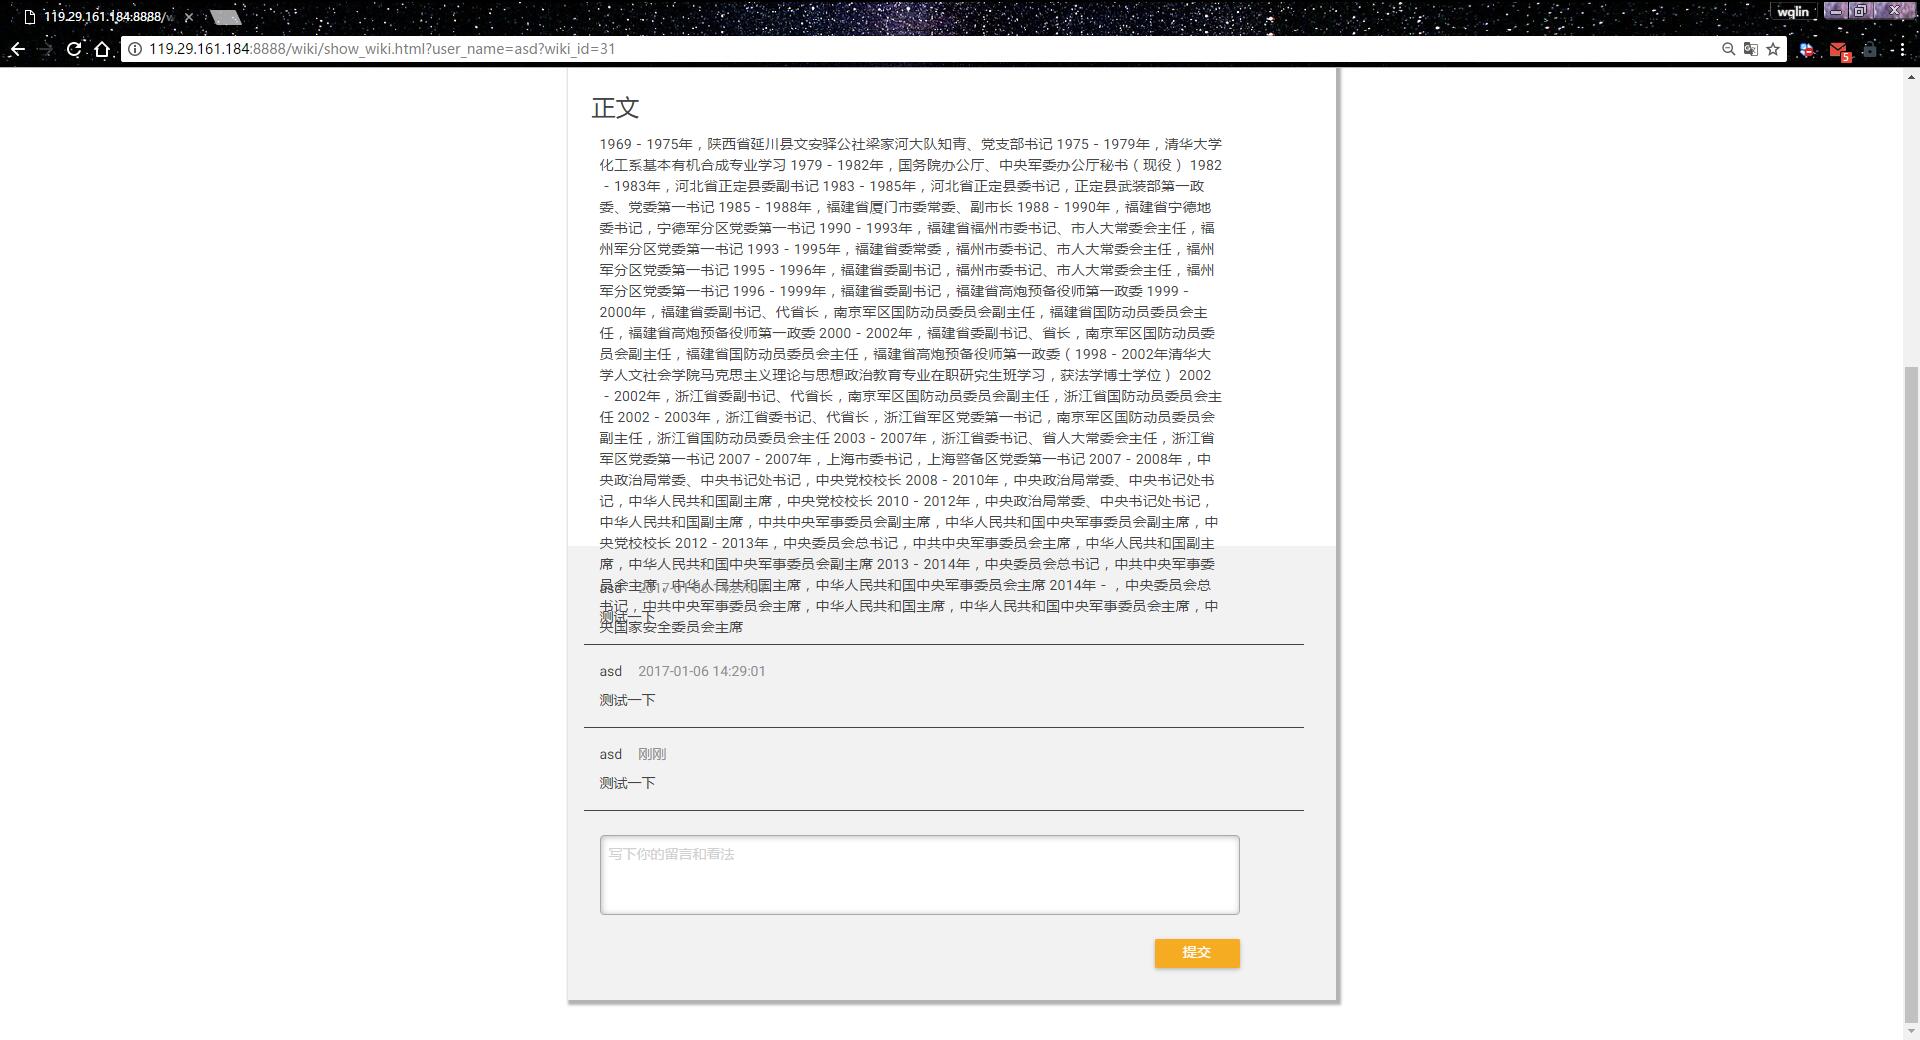 119.29.161.184:8888/w
wqlin
119.29.161.184:8888/wiki/show_wiki.html?user_name=asd?wiki_id=31
5
正文
1969 - 1975年，陕西省延川县文安驿公社梁家河大队知青、党支部书记 1975 - 1979年，清华大学
化工系基本有机合成专业学习 1979 - 1982年，国务院办公厅、中央军委办公厅秘书（现役） 1982
- 1983年，河北省正定县委副书记 1983 - 1985年，河北省正定县委书记，正定县武装部第一政
委、党委第一书记 1985 - 1988年，福建省厦门市委常委、副市长 1988 - 1990年，福建省宁德地
委书记，宁德军分区党委第一书记 1990 - 1993年，福建省福州市委书记、市人大常委会主任，福
州军分区党委第一书记 1993 - 1995年，福建省委常委，福州市委书记、市人大常委会主任，福州
军分区党委第一书记 1995 - 1996年，福建省委副书记，福州市委书记、市人大常委会主任，福州
军分区党委第一书记 1996 - 1999年，福建省委副书记，福建省高炮预备役师第一政委 1999 -
2000年，福建省委副书记、代省长，南京军区国防动员委员会副主任，福建省国防动员委员会主
任，福建省高炮预备役师第一政委 2000 - 2002年，福建省委副书记、省长，南京军区国防动员委
员会副主任，福建省国防动员委员会主任，福建省高炮预备役师第一政委（1998 - 2002年清华大
学人文社会学院马克思主义理论与思想政治教育专业在职研究生班学习，获法学博士学位） 2002
- 2002年，浙江省委副书记、代省长，南京军区国防动员委员会副主任，浙江省国防动员委员会主
任 2002 - 2003年，浙江省委书记、代省长，浙江省军区党委第一书记，南京军区国防动员委员会
副主任，浙江省国防动员委员会主任 2003 - 2007年，浙江省委书记、省人大常委会主任，浙江省
军区党委第一书记 2007 - 2007年，上海市委书记，上海警备区党委第一书记 2007 - 2008年，中
央政治局常委、中央书记处书记，中央党校校长 2008 - 2010年，中央政治局常委、中央书记处书
记，中华人民共和国副主席，中央党校校长 2010 - 2012年，中央政治局常委、中央书记处书记，
中华人民共和国副主席，中共中央军事委员会副主席，中华人民共和国中央军事委员会副主席，中
央党校校长 2012 - 2013年，中央委员会总书记，中共中央军事委员会主席，中华人民共和国副主
席，中华人民共和国中央军事委员会副主席 2013 - 2014年，中央委员会总书记，中共中央军事委
员会主席，中华人民共和国主席，中华人民共和国中央军事委员会主席 2014年 - ，中央委员会总
asd
书记，中共中央军事委员会主席，中华人民共和国主席，中华人民共和国中央军事委员会主席，中
测试一下
央国家安全委员会主席
asd 2017-01-06 14:29:01
测试一下
asd 刚刚
测试一下
写下你的留言和看法
提交